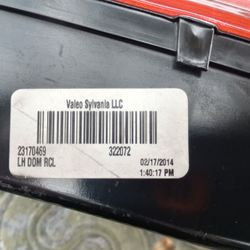 Valeo Sylvania LLC
23170469 322072
LH DOM RCL 02/17/2014
1:40:17 PM